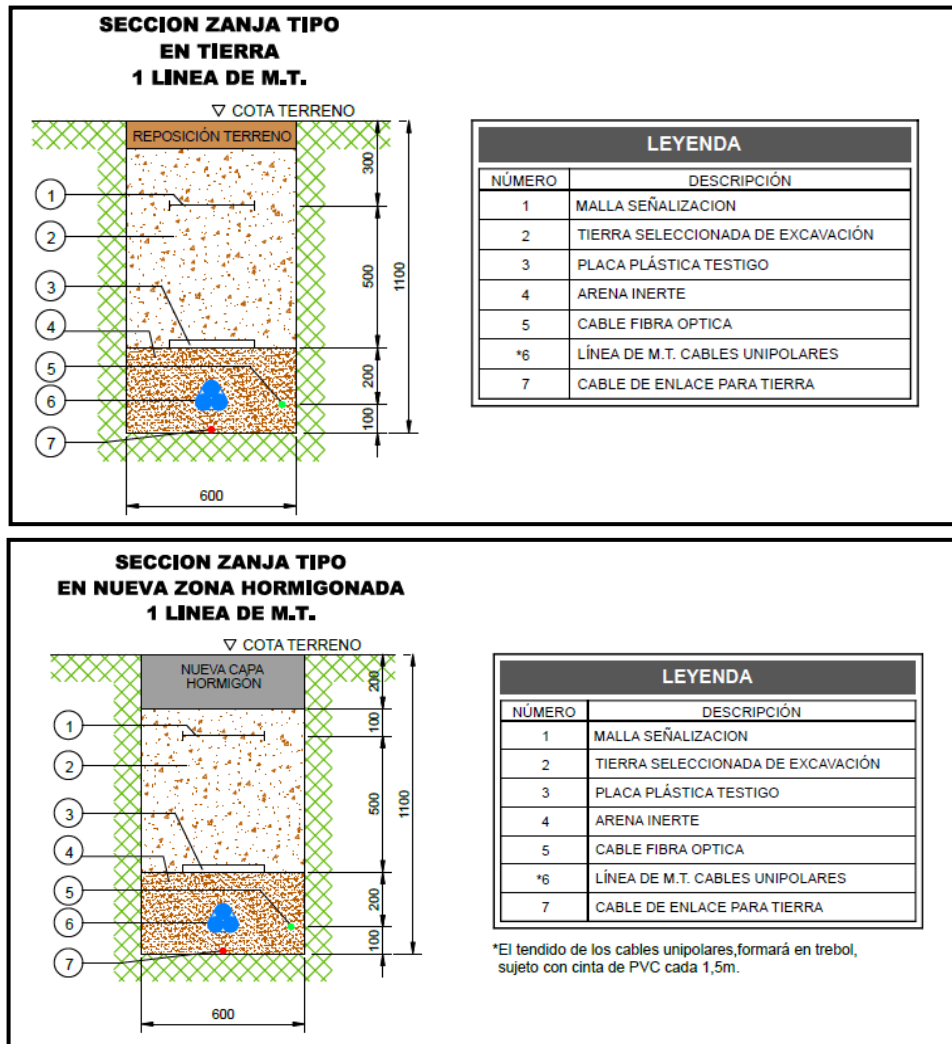 SECCION ZANJA TIPO
EN TIERRA
1 LINEA DE M.T.
COTA TERRENO
REPOSICIÓN TERRENO
1
2
3
4
5
6
7
300
500
200
100
1100
600
LEYENDA
NÚMERO DESCRIPCIÓN
1 MALLA SEÑALIZACION
2 TIERRA SELECCIONADA DE EXCAVACIÓN
3 PLACA PLÁSTICA TESTIGO
4 ARENA INERTE
5 CABLE FIBRA OPTICA
*6 LÍNEA DE M.T. CABLES UNIPOLARES
7 CABLE DE ENLACE PARA TIERRA
SECCION ZANJA TIPO
EN NUEVA ZONA HORMIGONADA
1 LINEA DE M.T.
COTA TERRENO
NUEVA CAPA
HORMIGÓN
1
2
3
4
5
6
7
200
100
500
200
100
1100
600
LEYENDA
NÚMERO DESCRIPCIÓN
1 MALLA SEÑALIZACION
2 TIERRA SELECCIONADA DE EXCAVACIÓN
3 PLACA PLÁSTICA TESTIGO
4 ARENA INERTE
5 CABLE FIBRA OPTICA
*6 LÍNEA DE M.T. CABLES UNIPOLARES
7 CABLE DE ENLACE PARA TIERRA
*El tendido de los cables unipolares,formará en trebol,
sujeto con cinta de PVC cada 1,5m.